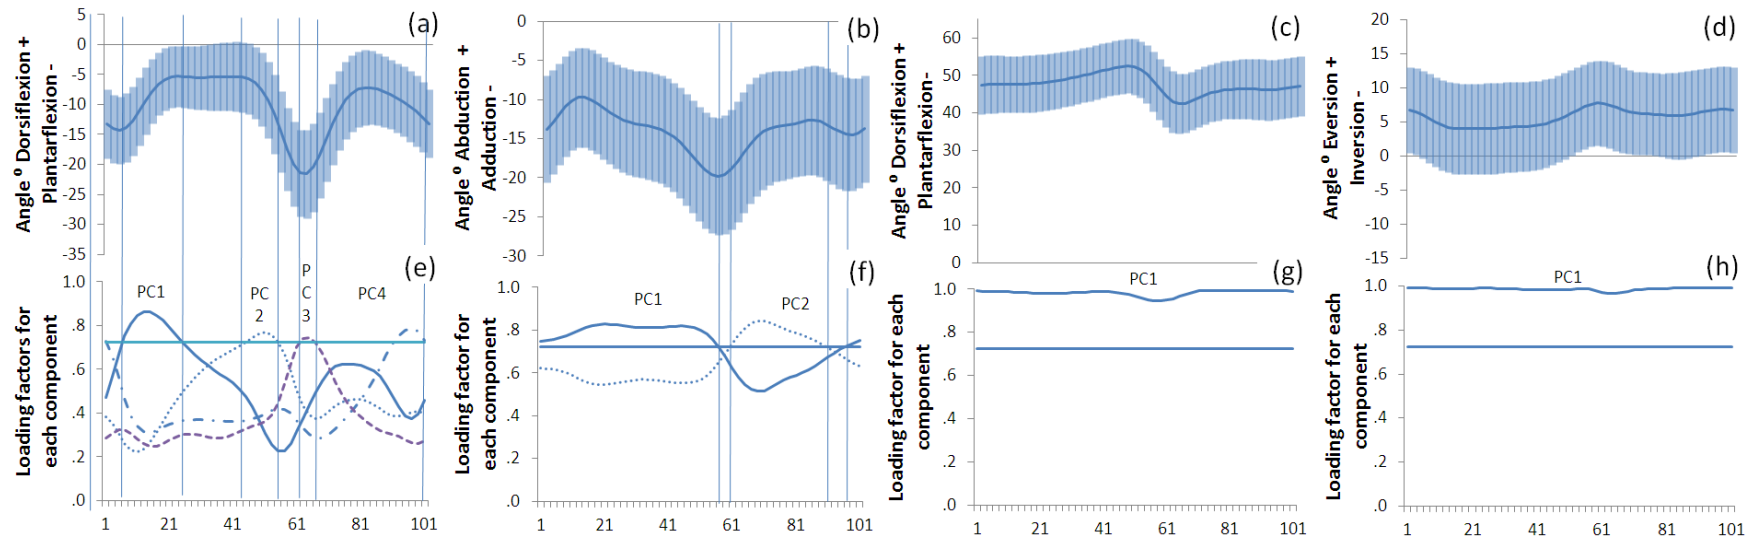 (a)
5
0
-5
-10
-15
-20
-25
-30
-35
Angle ⁰ Dorsiflexion +
Plantarflexion -
(b)
-0
-5
-10
-15
-20
-25
-30
Angle ⁰ Abduction +
Adduction -
(c)
60
50
40
30
20
10
0
Angle ⁰ Dorsiflexion +
Plantarflexion-
(d)
20
15
10
5
0
-5
-10
-15
Angle ⁰ Eversion +
Inversion -
(e)
PC1
PC
2
P
C
3
PC4
1.0
.8
.6
.4
.2
.0
Loading factors for
each component
1 21 41 61 81 101
(f)
PC1
PC2
1.0
.8
.6
.4
.2
.0
Loading factor for
each component
1 21 41 61 81 101
(g)
PC1
1.0
.8
.6
.4
.2
.0
Loading factor for each
component
1 21 41 61 81 101
(h)
PC1
1.0
.8
.6
.4
.2
.0
Loading factor for each
component
1 21 41 61 81 101